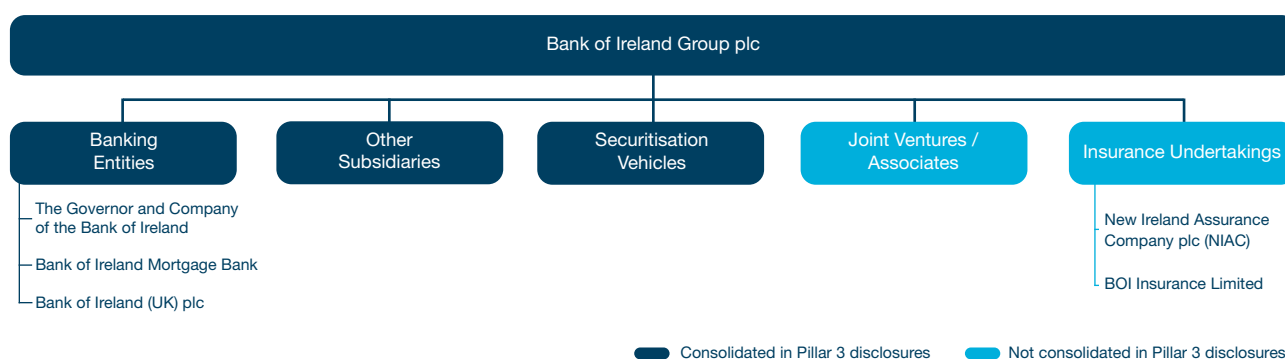 Bank of Ireland Group plc
Banking
Entities
Other
Subsidiaries
Securitisation
Vehicles
Joint Ventures /
Associates
Insurance Undertakings
The Governor and Company
of the Bank of Ireland
Bank of Ireland Mortgage Bank
Bank of Ireland (UK) plc
New Ireland Assurance
Company plc (NIAC)
BOI Insurance Limited
Consolidated in Pillar 3 disclosures
Not consolidated in Pillar 3 disclosures